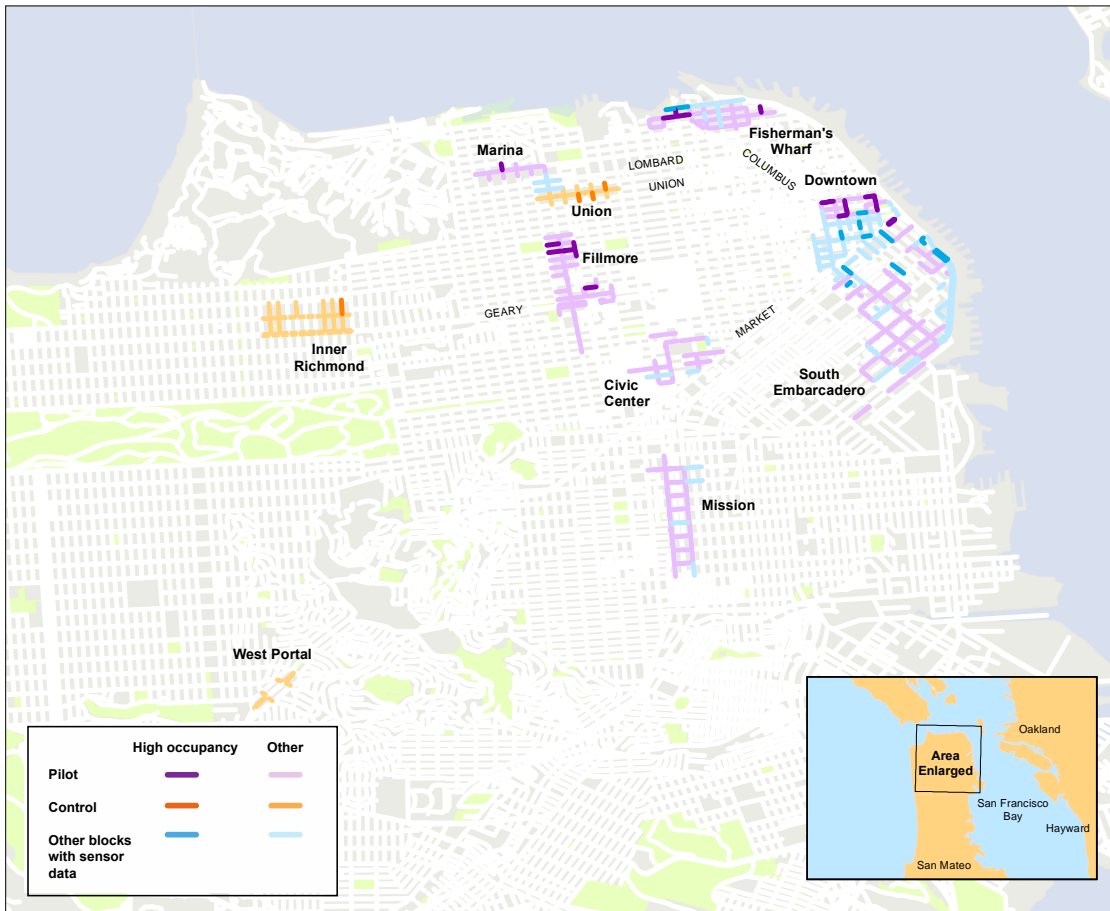 Marina
LOMBARD
UNION
Union
Fisherman's
Wharf
COLUMBUS
Downtown
Fillmore
GEARY
MARKET
Inner
Richmond
Civic
Center
South
Embarcadero
Mission
West Portal
High occupancy Other
Pilot
Control
Other blocks
with sensor
data
Oakland
Area
Enlarged
San Francisco
Bay
Hayward
San Mateo